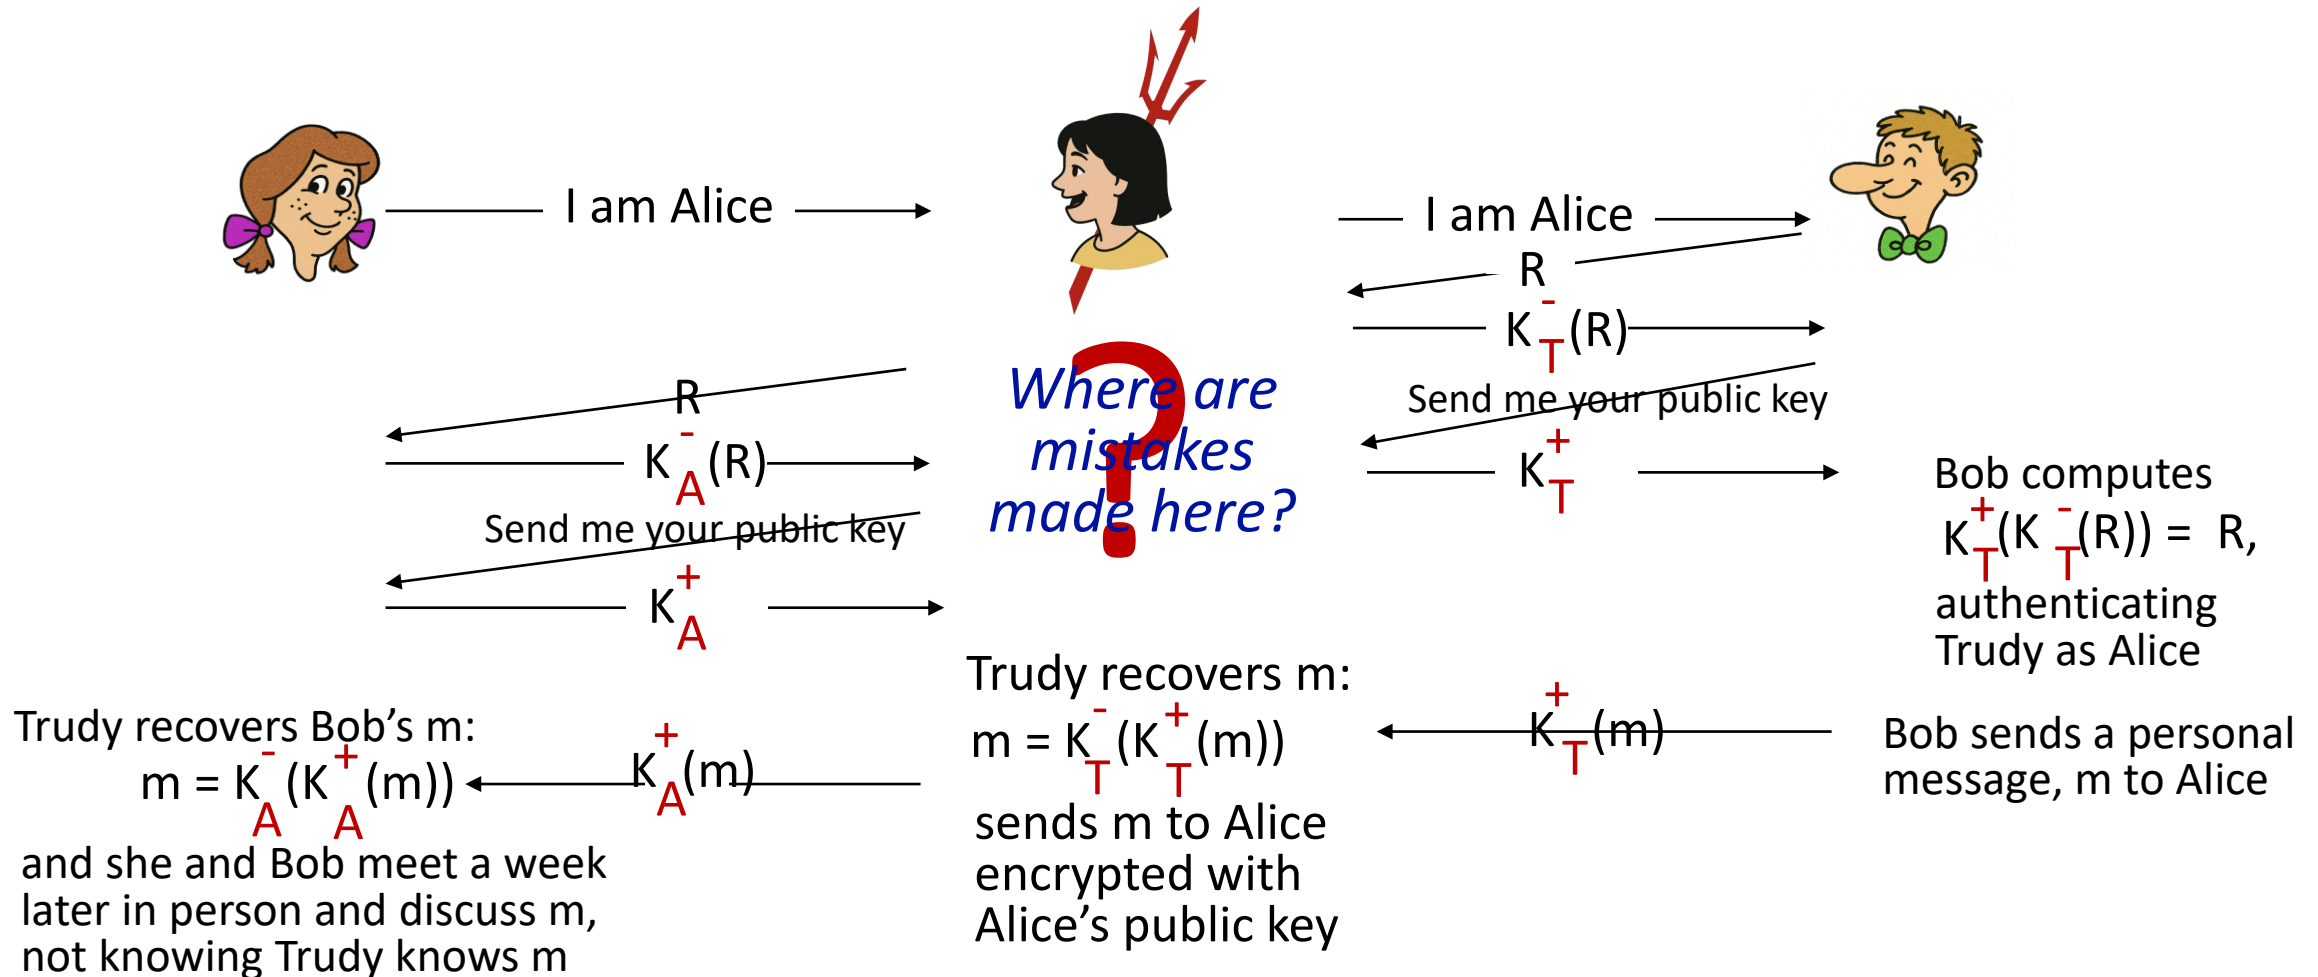 I am Alice
I am Alice
R
K⁻T(R)
Send me your public key
K⁺T
R
K⁻A(R)
Send me your public key
K⁺A
Where are
mistakes
made here?
?
Bob computes
K⁺T(K⁻T(R)) = R,
authenticating
Trudy as Alice
Bob sends a personal
message, m to Alice
K⁺T(m)
Trudy recovers m:
m = K⁻T(K⁺T(m))
sends m to Alice
encrypted with
Alice’s public key
K⁺A(m)
Trudy recovers Bob’s m:
m = K⁻A(K⁺A(m))
and she and Bob meet a week
later in person and discuss m,
not knowing Trudy knows m